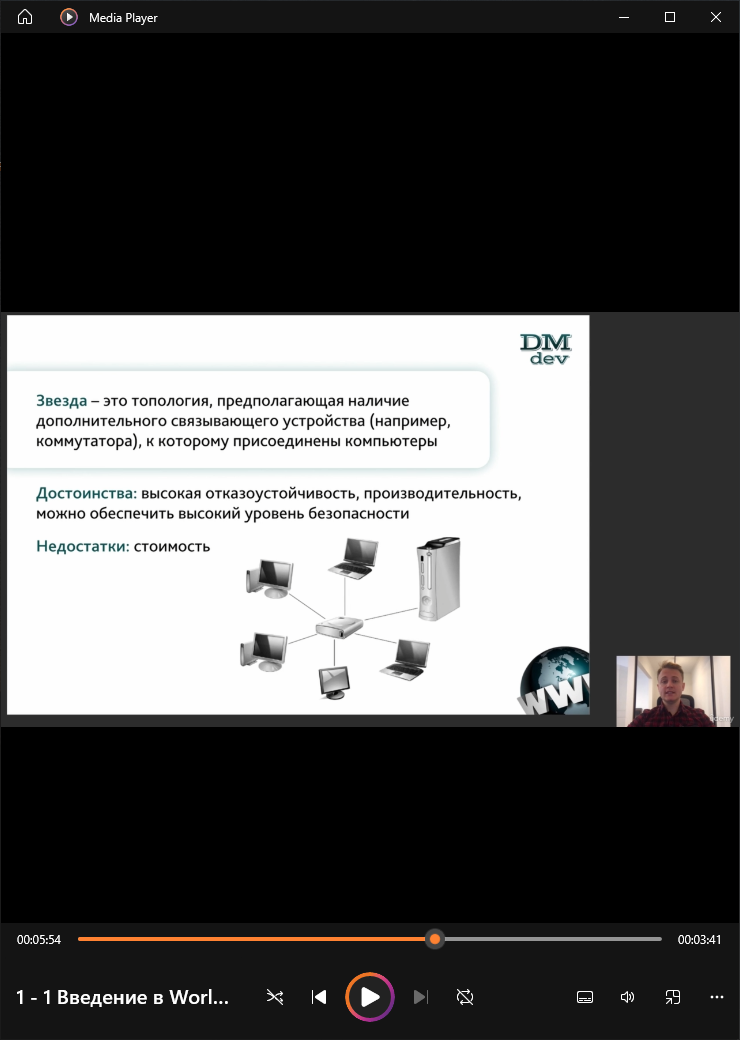 Media Player
DM
dev
Звезда – это топология, предполагающая наличие
дополнительного связывающего устройства (например,
коммутатора), к которому присоединены компьютеры
Достоинства: высокая отказоустойчивость, производительность,
можно обеспечить высокий уровень безопасности
Недостатки: стоимость
WW
00:05:54
00:03:41
1 - 1 Введение в Worl...